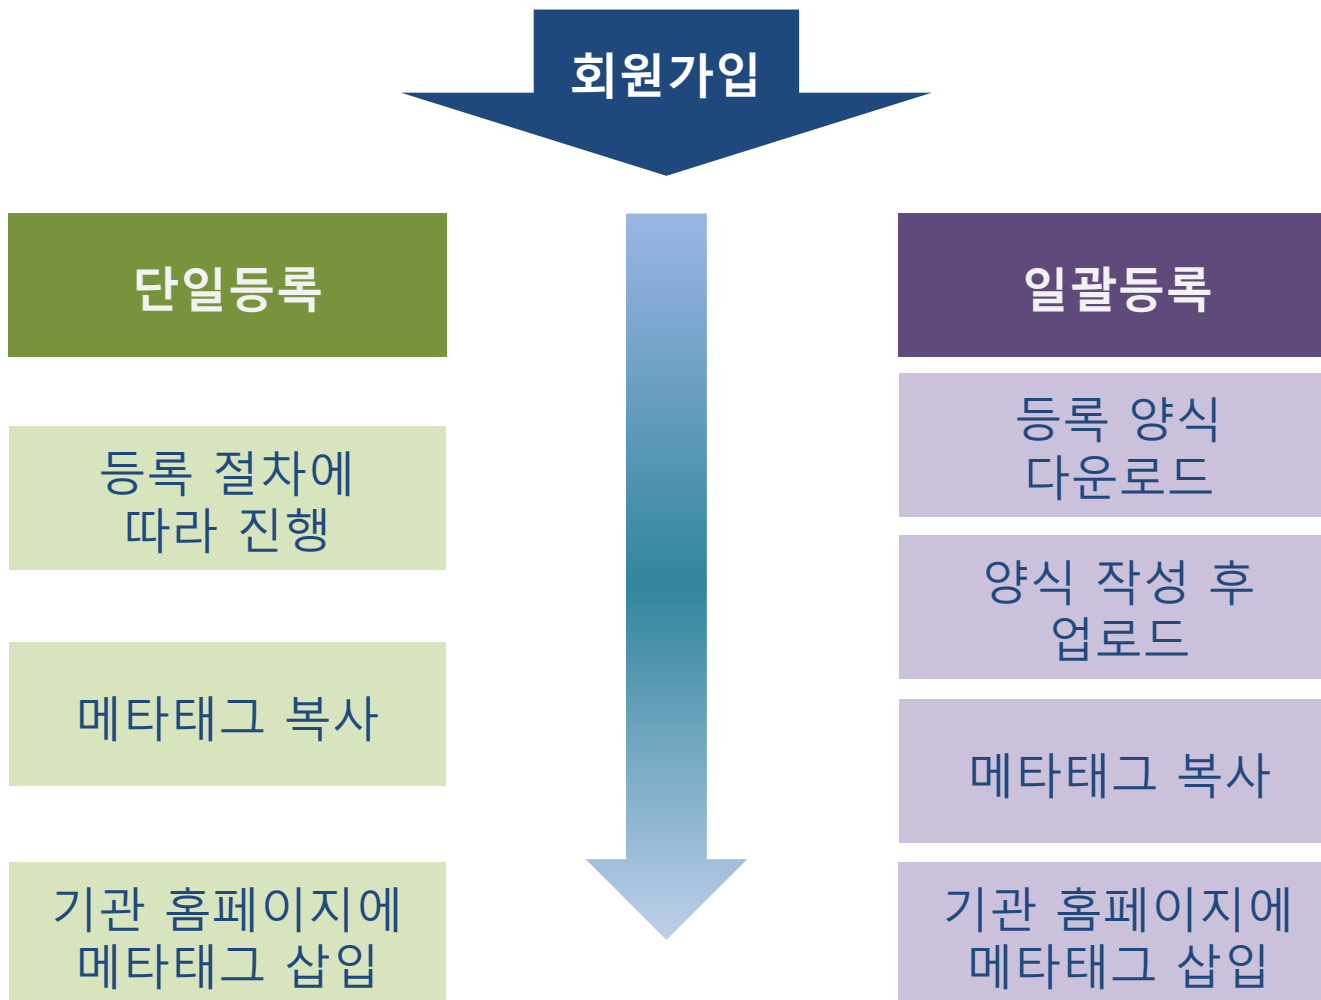 회원가입
단일등록
등록 절차에
따라 진행
메타태그 복사
기관 홈페이지에
메타태그 삽입
일괄등록
등록 양식
다운로드
양식 작성 후
업로드
메타태그 복사
기관 홈페이지에
메타태그 삽입